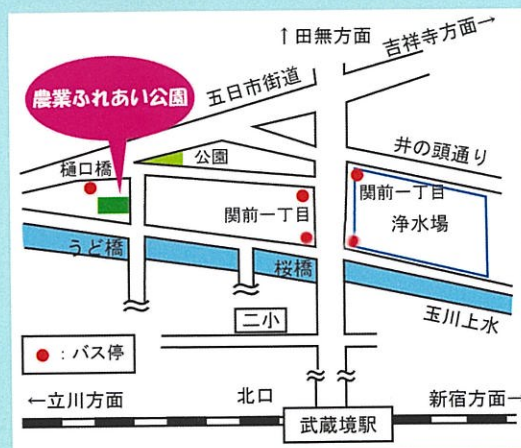 ↑田無方面
吉祥寺方面→
農業ふれあい公園
五日市街道
樋口橋
公園
井の頭通り
関前一丁目
関前一丁目
浄水場
うど橋
桜橋
玉川上水
二小
：バス停
←立川方面
北口
新宿方面→
武蔵境駅